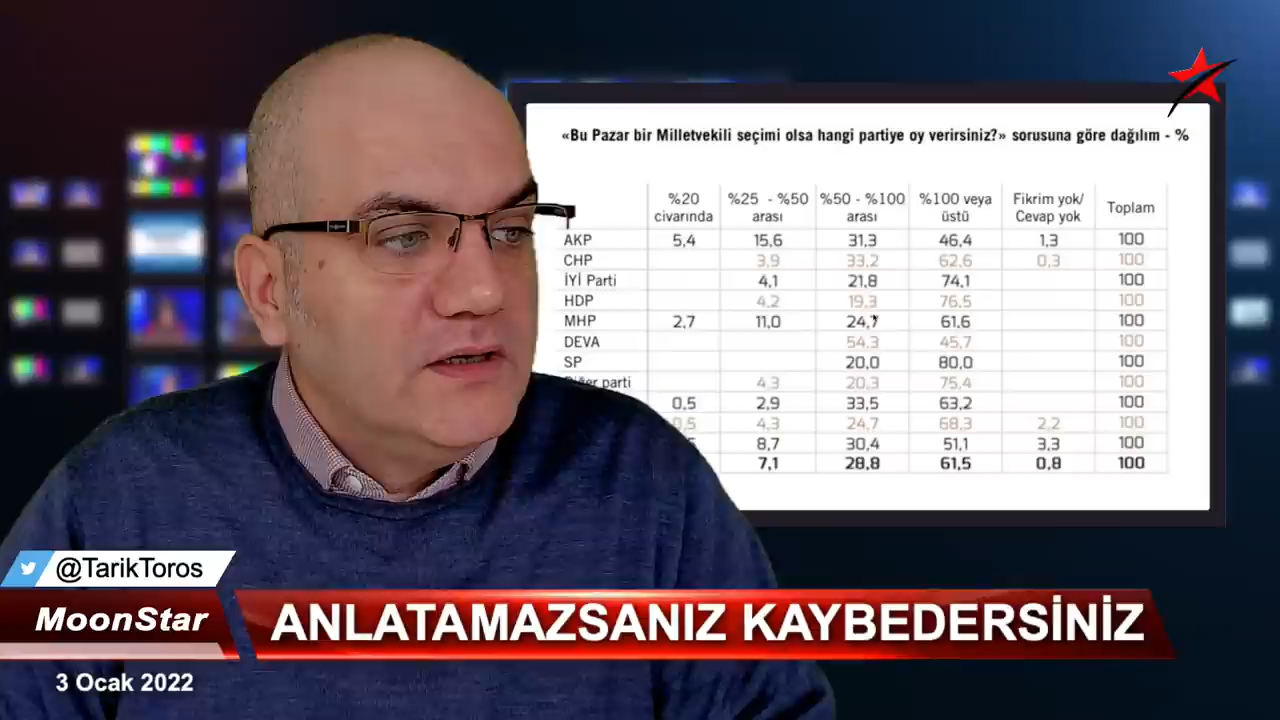 «Bu Pazar bir Milletvekili seçimi olsa hangi partiye oy verirsiniz?» sorusuna göre dağılım - %
%20 civarında %25 - %50 arası %50 - %100 arası %100 veya üstü Fikrim yok/ Cevap yok Toplam
AKP 5,4 15,6 31,3 46,4 1,3 100
CHP 3,9 33,2 62,6 0,3 100
İYİ Parti 4,1 21,8 74,1 100
HDP 4,2 19,3 76,5 100
MHP 2,7 11,0 24,7 61,6 100
DEVA 54,3 45,7 100
SP 20,0 80,0 100
Diğer parti 4,3 20,3 75,4 100
0,5 2,9 33,5 63,2 100
0,5 4,3 24,7 68,3 2,2 100
8,7 30,4 51,1 3,3 100
7,1 28,8 61,5 0,8 100
@TarikToros
MoonStar
ANLATAMAZSANIZ KAYBEDERSİNİZ
3 Ocak 2022